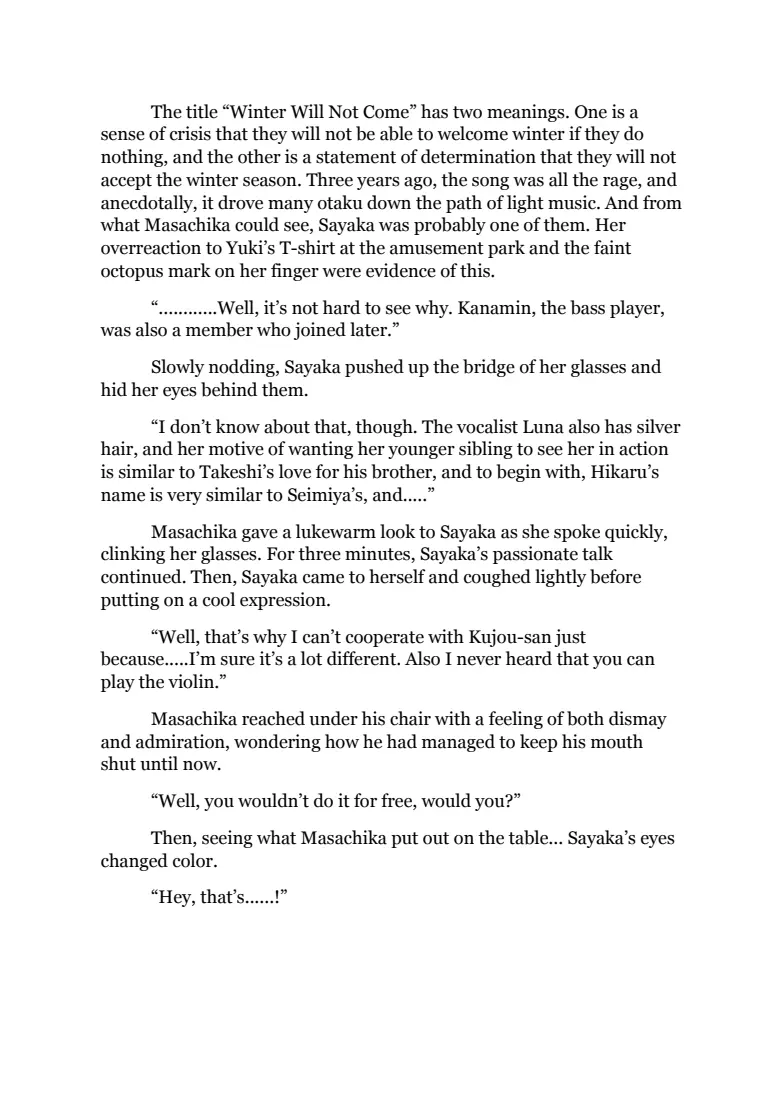 The title “Winter Will Not Come” has two meanings. One is a
sense of crisis that they will not be able to welcome winter if they do
nothing, and the other is a statement of determination that they will not
accept the winter season. Three years ago, the song was all the rage, and
anecdotally, it drove many otaku down the path of light music. And from
what Masachika could see, Sayaka was probably one of them. Her
overreaction to Yuki’s T-shirt at the amusement park and the faint
octopus mark on her finger were evidence of this.
“............Well, it’s not hard to see why. Kanamin, the bass player,
was also a member who joined later.”
Slowly nodding, Sayaka pushed up the bridge of her glasses and
hid her eyes behind them.
“I don’t know about that, though. The vocalist Luna also has silver
hair, and her motive of wanting her younger sibling to see her in action
is similar to Takeshi’s love for his brother, and to begin with, Hikaru’s
name is very similar to Seimiya’s, and.....”
Masachika gave a lukewarm look to Sayaka as she spoke quickly,
clinking her glasses. For three minutes, Sayaka’s passionate talk
continued. Then, Sayaka came to herself and coughed lightly before
putting on a cool expression.
“Well, that’s why I can’t cooperate with Kujou-san just
because.....I’m sure it’s a lot different. Also I never heard that you can
play the violin.”
Masachika reached under his chair with a feeling of both dismay
and admiration, wondering how he had managed to keep his mouth
shut until now.
“Well, you wouldn’t do it for free, would you?”
Then, seeing what Masachika put out on the table... Sayaka’s eyes
changed color.
“Hey, that’s......!”